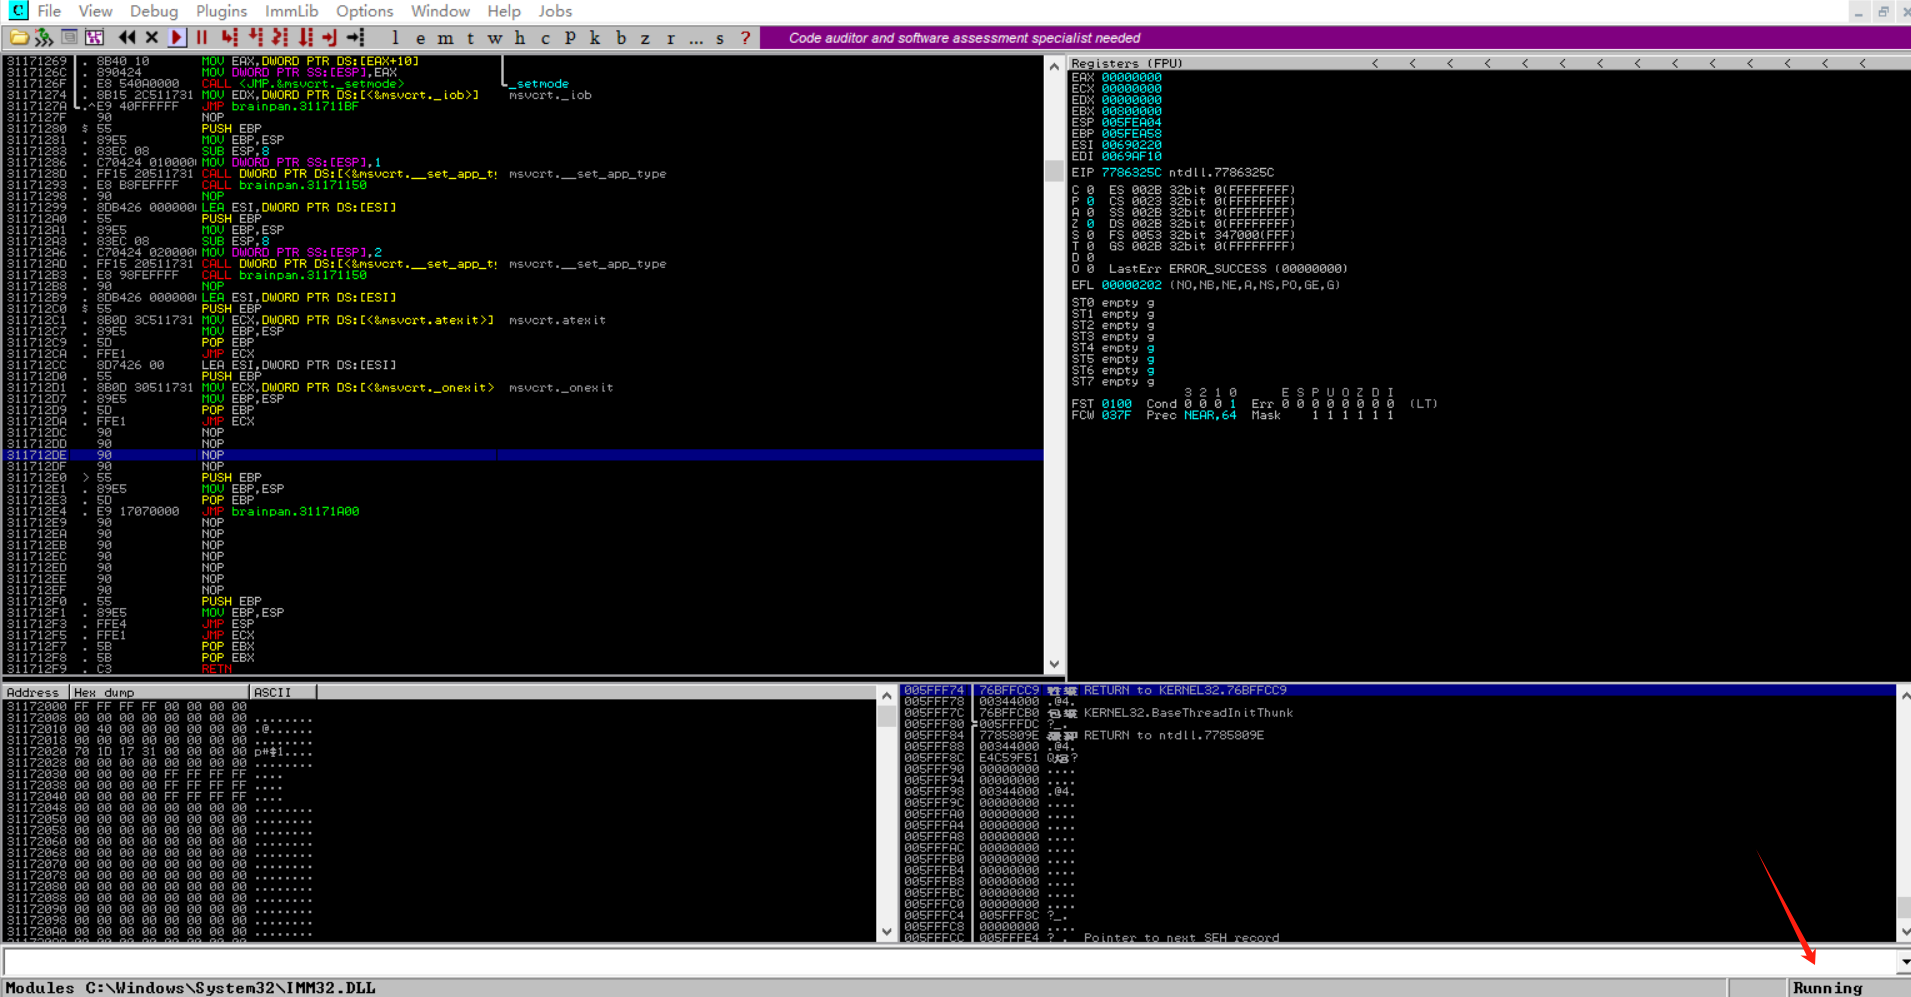 C File View Debug Plugins ImmLib Options Window Help Jobs
l e m t w h c P k b z r ... s ? Code auditor and software assessment specialist needed
31171269 . 8B40 10 MOV EAX,DWORD PTR DS:[EAX+10]
3117126C . 890424 MOV DWORD PTR SS:[ESP],EAX
3117126F . E8 540A0000 CALL <JMP.&msvcrt._setmode> _setmode
31171274 . 8B15 2C511731 MOV EDX,DWORD PTR DS:[<&msvcrt._iob>] msvcrt._iob
3117127A .^E9 40FFFFFF JMP brainpan.311711BF
3117127F 90 NOP
31171280 $ 55 PUSH EBP
31171281 . 89E5 MOV EBP,ESP
31171283 . 83EC 08 SUB ESP,8
31171286 . C70424 010000 MOV DWORD PTR SS:[ESP],1
3117128D . FF15 20511731 CALL DWORD PTR DS:[<&msvcrt.__set_app_ty msvcrt.__set_app_type
31171293 . E8 B8FEFFFF CALL brainpan.31171150
31171298 . 90 NOP
31171299 . 8DB426 000000 LEA ESI,DWORD PTR DS:[ESI]
311712A0 . 55 PUSH EBP
311712A1 . 89E5 MOV EBP,ESP
311712A3 . 83EC 08 SUB ESP,8
311712A6 . C70424 020000 MOV DWORD PTR SS:[ESP],2
311712AD . FF15 20511731 CALL DWORD PTR DS:[<&msvcrt.__set_app_ty msvcrt.__set_app_type
311712B3 . E8 98FEFFFF CALL brainpan.31171150
311712B8 . 90 NOP
311712B9 . 8DB426 000000 LEA ESI,DWORD PTR DS:[ESI]
311712C0 $ 55 PUSH EBP
311712C1 . 8B0D 3C511731 MOV ECX,DWORD PTR DS:[<&msvcrt.atexit>] msvcrt.atexit
311712C7 . 89E5 MOV EBP,ESP
311712C9 . 5D POP EBP
311712CA . FFE1 JMP ECX
311712CC 8D7426 00 LEA ESI,DWORD PTR DS:[ESI]
311712D0 . 55 PUSH EBP
311712D1 . 8B0D 30511731 MOV ECX,DWORD PTR DS:[<&msvcrt._onexit> msvcrt._onexit
311712D7 . 89E5 MOV EBP,ESP
311712D9 . 5D POP EBP
311712DA . FFE1 JMP ECX
311712DC 90 NOP
311712DD 90 NOP
311712DE 90 NOP
311712DF 90 NOP
311712E0 > 55 PUSH EBP
311712E1 . 89E5 MOV EBP,ESP
311712E3 . 5D POP EBP
311712E4 . E9 17070000 JMP brainpan.31171A00
311712E9 90 NOP
311712EA 90 NOP
311712EB 90 NOP
311712EC 90 NOP
311712ED 90 NOP
311712EE 90 NOP
311712EF 90 NOP
311712F0 . 55 PUSH EBP
311712F1 . 89E5 MOV EBP,ESP
311712F3 . FFE4 JMP ESP
311712F5 . FFE1 JMP ECX
311712F7 . 5B POP EBX
311712F8 . 5B POP EBX
311712F9 . C3 RETN
Registers (FPU) < < < < < < < < < < < < < <
EAX 00000000
ECX 00000000
EDX 00000000
EBX 00800000
ESP 005FEA04
EBP 005FEA58
ESI 00690220
EDI 0069AF10
EIP 7786325C ntdll.7786325C
C 0 ES 002B 32bit 0(FFFFFFFF)
P 0 CS 0023 32bit 0(FFFFFFFF)
A 0 SS 002B 32bit 0(FFFFFFFF)
Z 0 DS 002B 32bit 0(FFFFFFFF)
S 0 FS 0053 32bit 347000(FFF)
T 0 GS 002B 32bit 0(FFFFFFFF)
D 0
O 0 LastErr ERROR_SUCCESS (00000000)
EFL 00000202 (NO,NB,NE,A,NS,PO,GE,G)
ST0 empty g
ST1 empty g
ST2 empty g
ST3 empty g
ST4 empty g
ST5 empty g
ST6 empty g
ST7 empty g
3 2 1 0 E S P U O Z D I
FST 0100 Cond 0 0 0 1 Err 0 0 0 0 0 0 0 0 (LT)
FCW 037F Prec NEAR,64 Mask 1 1 1 1 1 1
Address Hex dump ASCII
31172000 FF FF FF FF 00 00 00 00
31172008 00 00 00 00 00 00 00 00 ........
31172010 00 40 00 00 00 00 00 00 .@......
31172018 00 00 00 00 00 00 00 00 ........
31172020 70 1D 17 31 00 00 00 00 p#$1....
31172028 00 00 00 00 00 00 00 00 ........
31172030 00 00 00 00 FF FF FF FF ....
31172038 00 00 00 00 FF FF FF FF ....
31172040 00 00 00 00 FF FF FF FF ....
31172048 00 00 00 00 00 00 00 00 ........
31172050 00 00 00 00 00 00 00 00 ........
31172058 00 00 00 00 00 00 00 00 ........
31172060 00 00 00 00 00 00 00 00 ........
31172068 00 00 00 00 00 00 00 00 ........
31172070 00 00 00 00 00 00 00 00 ........
31172078 00 00 00 00 00 00 00 00 ........
31172080 00 00 00 00 00 00 00 00 ........
31172088 00 00 00 00 00 00 00 00 ........
31172090 00 00 00 00 00 00 00 00 ........
31172098 00 00 00 00 00 00 00 00 ........
311720A0 00 00 00 00 00 00 00 00 ........
005FFF74 76BFFCC9 RETURN to KERNEL32.76BFFCC9
005FFF78 00344000 .@4.
005FFF7C 76BFFCB0 KERNEL32.BaseThreadInitThunk
005FFF80 005FFFDC ?_.
005FFF84 7785809E RETURN to ntdll.7785809E
005FFF88 00344000 .@4.
005FFF8C E4C59F51
005FFF90 00000000 ....
005FFF94 00000000 ....
005FFF98 00344000 .@4.
005FFF9C 00000000 ....
005FFFA0 00000000 ....
005FFFA4 00000000 ....
005FFFA8 00000000 ....
005FFFAC 00000000 ....
005FFFB0 00000000 ....
005FFFB4 00000000 ....
005FFFB8 00000000 ....
005FFFBC 00000000 ....
005FFFC0 00000000 ....
005FFFC4 005FFF8C ?_.
005FFFC8 00000000 ....
005FFFCC 005FFFE4 ?_. Pointer to next SEH record
Modules C:\Windows\System32\IMM32.DLL Running